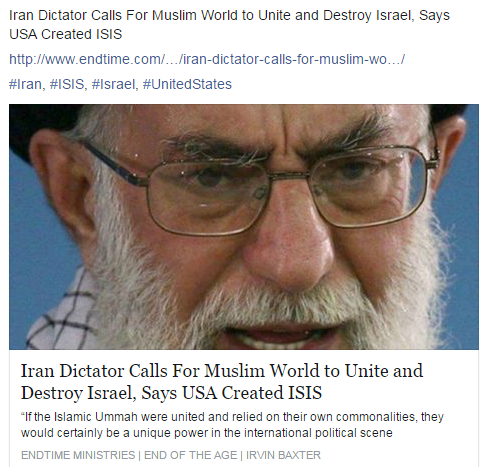 Iran Dictator Calls For Muslim World to Unite and Destroy Israel, Says
USA Created ISIS
http://www.endtime.com/…/iran-dictator-calls-for-muslim-wo…/
#Iran, #ISIS, #Israel, #UnitedStates
Iran Dictator Calls For Muslim World to Unite and
Destroy Israel, Says USA Created ISIS
“If the Islamic Ummah were united and relied on their own commonalities, they
would certainly be a unique power in the international political scene
ENDTIME MINISTRIES | END OF THE AGE | IRVIN BAXTER